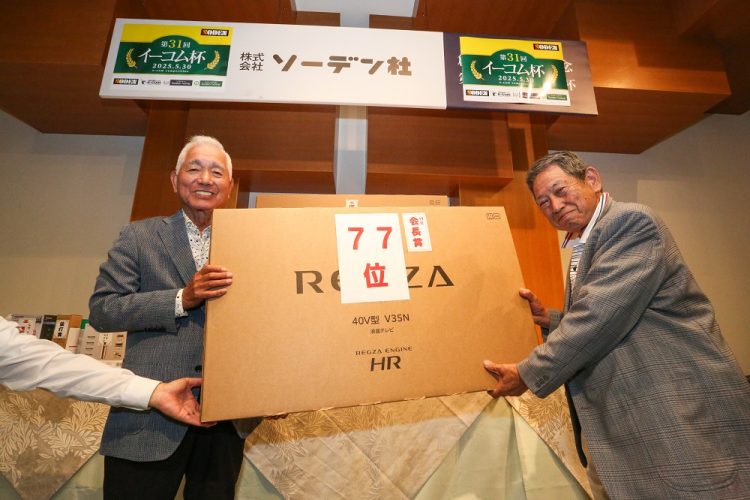 SODEN
第31回
イーコム杯
2025.5.30
株式
会社
ソーデン社
第31回
イーコム杯
2025.5.30
会長賞
77
位
REGZA
40V型 V35N
液晶テレビ
REGZA ENGINE
HR